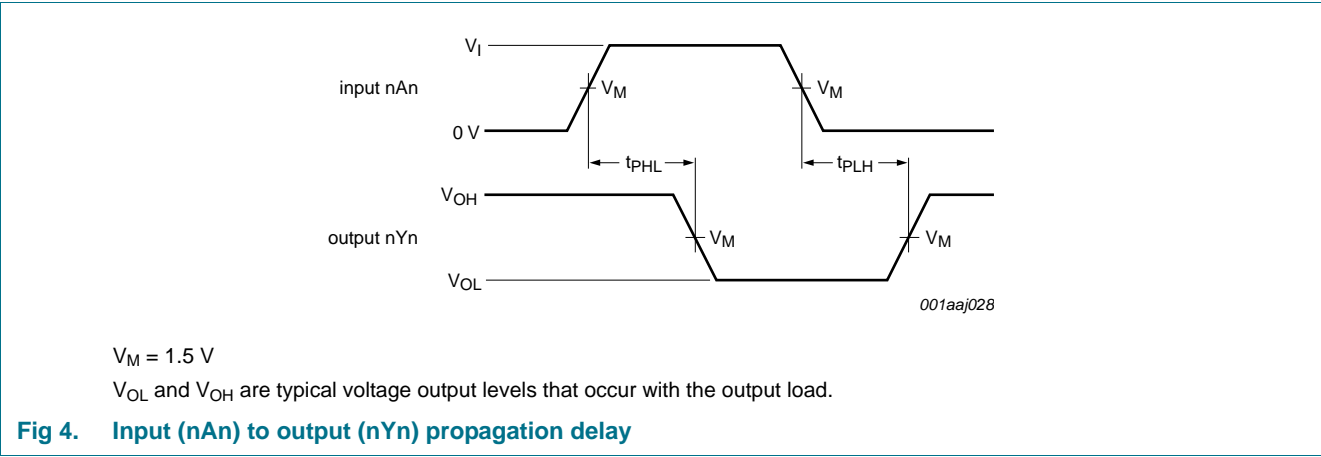 V_I
input nAn
V_M
V_M
0 V
t_PHL
t_PLH
V_OH
output nYn
V_M
V_M
V_OL
001aaj028
V_M = 1.5 V
V_OL and V_OH are typical voltage output levels that occur with the output load.
Fig 4. Input (nAn) to output (nYn) propagation delay